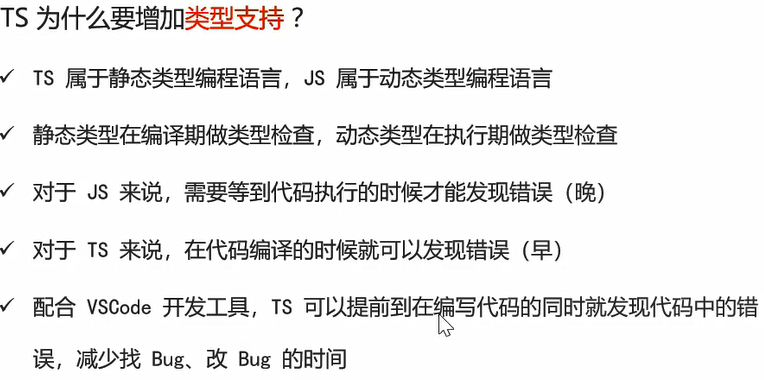 TS 为什么要增加类型支持？
✓ TS 属于静态类型编程语言，JS 属于动态类型编程语言
✓ 静态类型在编译期做类型检查，动态类型在执行期做类型检查
✓ 对于 JS 来说，需要等到代码执行的时候才能发现错误（晚）
✓ 对于 TS 来说，在代码编译的时候就可以发现错误（早）
✓ 配合 VSCode 开发工具，TS 可以提前到在编写代码的同时就发现代码中的错
误，减少找 Bug、改 Bug 的时间